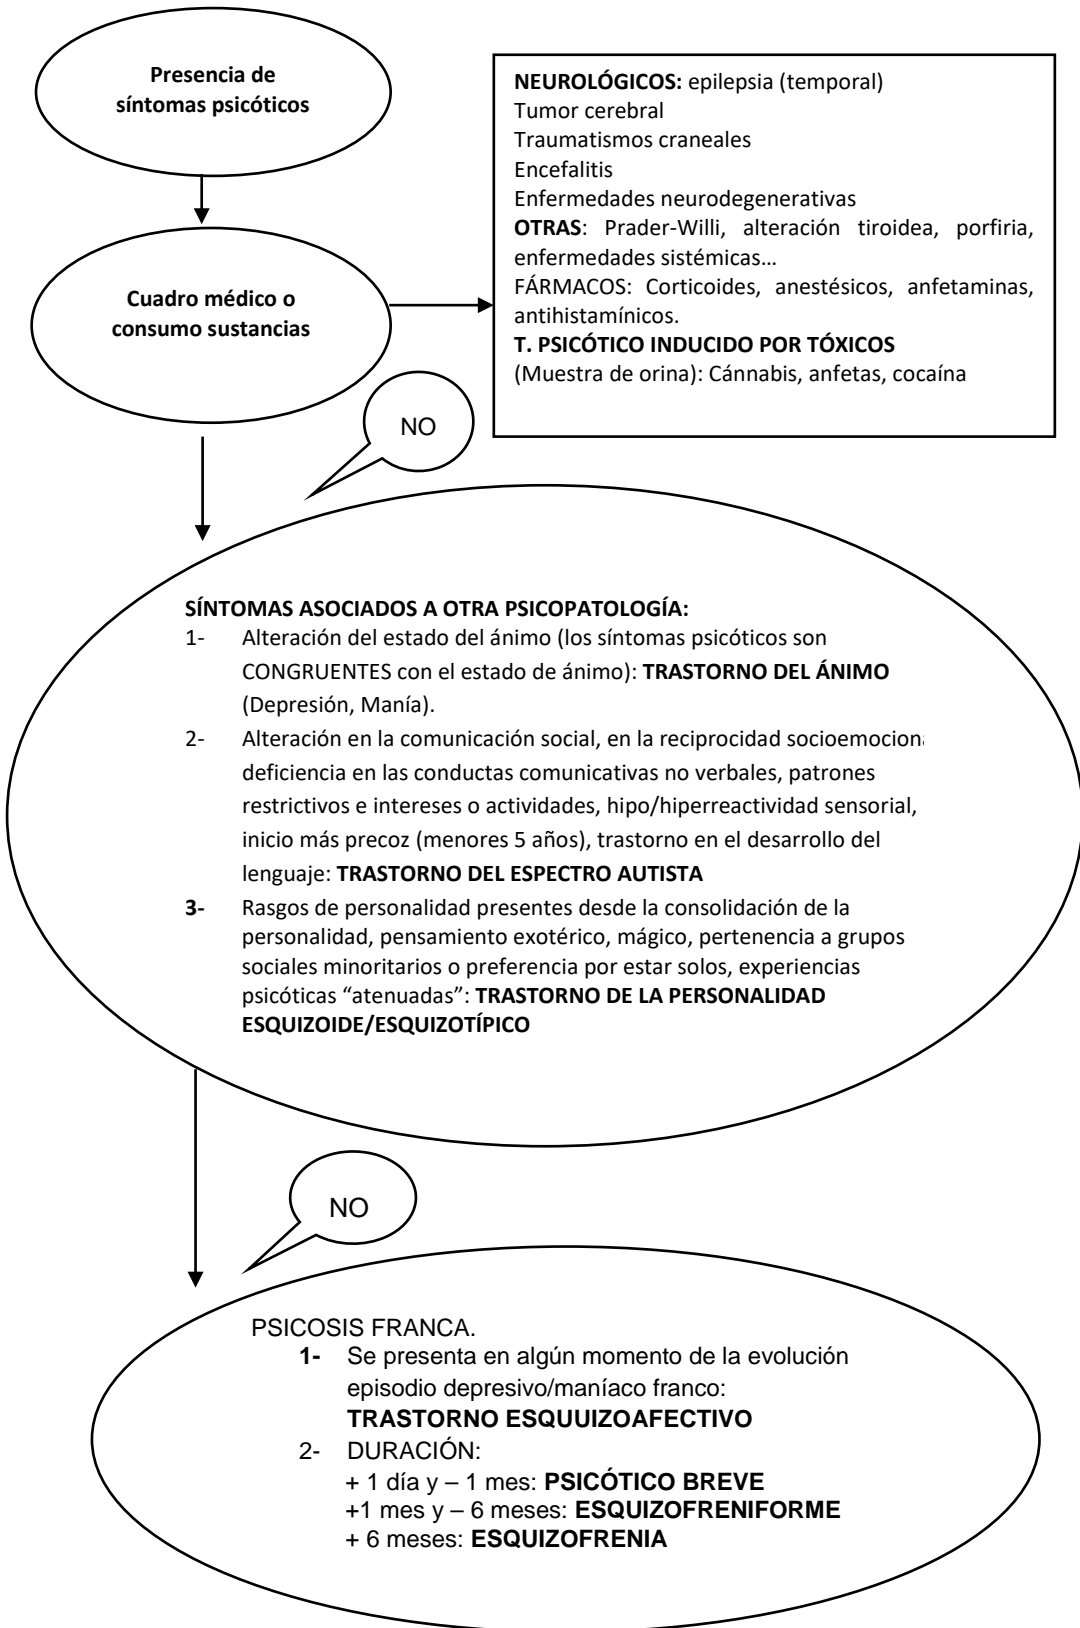 Presencia de
síntomas psicóticos
NEUROLÓGICOS: epilepsia (temporal)
Tumor cerebral
Traumatismos craneales
Encefalitis
Enfermedades neurodegenerativas
OTRAS: Prader-Willi, alteración tiroidea, porfiria,
enfermedades sistémicas...
FÁRMACOS: Corticoides, anestésicos, anfetaminas,
antihistamínicos.
T. PSICÓTICO INDUCIDO POR TÓXICOS
(Muestra de orina): Cánnabis, anfetas, cocaína
Cuadro médico o
consumo sustancias
NO
SÍNTOMAS ASOCIADOS A OTRA PSICOPATOLOGÍA:
1- Alteración del estado del ánimo (los síntomas psicóticos son
CONGRUENTES con el estado de ánimo): TRASTORNO DEL ÁNIMO
(Depresión, Manía).
2- Alteración en la comunicación social, en la reciprocidad socioemociona
deficiencia en las conductas comunicativas no verbales, patrones
restrictivos e intereses o actividades, hipo/hiperreactividad sensorial,
inicio más precoz (menores 5 años), trastorno en el desarrollo del
lenguaje: TRASTORNO DEL ESPECTRO AUTISTA
3- Rasgos de personalidad presentes desde la consolidación de la
personalidad, pensamiento exotérico, mágico, pertenencia a grupos
sociales minoritarios o preferencia por estar solos, experiencias
psicóticas “atenuadas”: TRASTORNO DE LA PERSONALIDAD
ESQUIZOIDE/ESQUIZOTÍPICO
NO
PSICOSIS FRANCA.
1- Se presenta en algún momento de la evolución
episodio depresivo/maníaco franco:
TRASTORNO ESQUUIZOAFECTIVO
2- DURACIÓN:
+ 1 día y – 1 mes: PSICÓTICO BREVE
+1 mes y – 6 meses: ESQUIZOFRENIFORME
+ 6 meses: ESQUIZOFRENIA